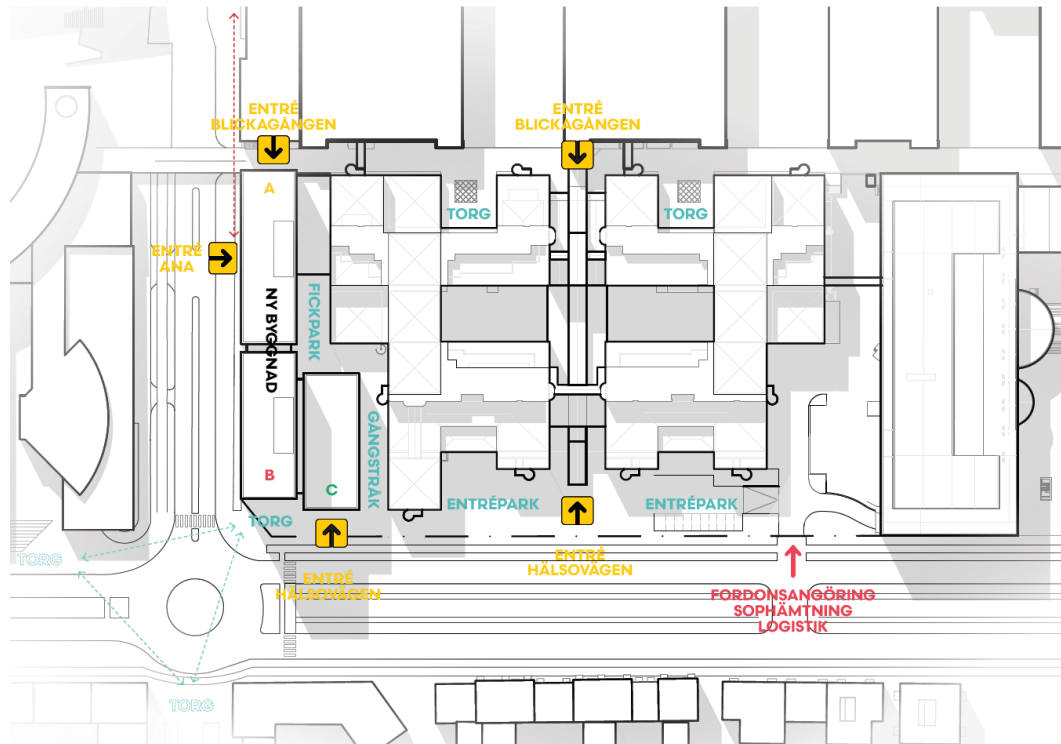 ENTRÉ
BLICKAGÅNGEN
ENTRÉ
BLICKAGÅNGEN
A
TORG
TORG
ENTRÉ
ANA
NY BYGGNAD
FICKPARK
GÅNGSTRÅK
B
C
ENTRÉPARK
ENTRÉPARK
TORG
TORG
ENTRÉ
HÄLSOVÄGEN
ENTRÉ
HÄLSOVÄGEN
FORDONSANGÖRING
SOPHÄMTNING
LOGISTIK
TORG